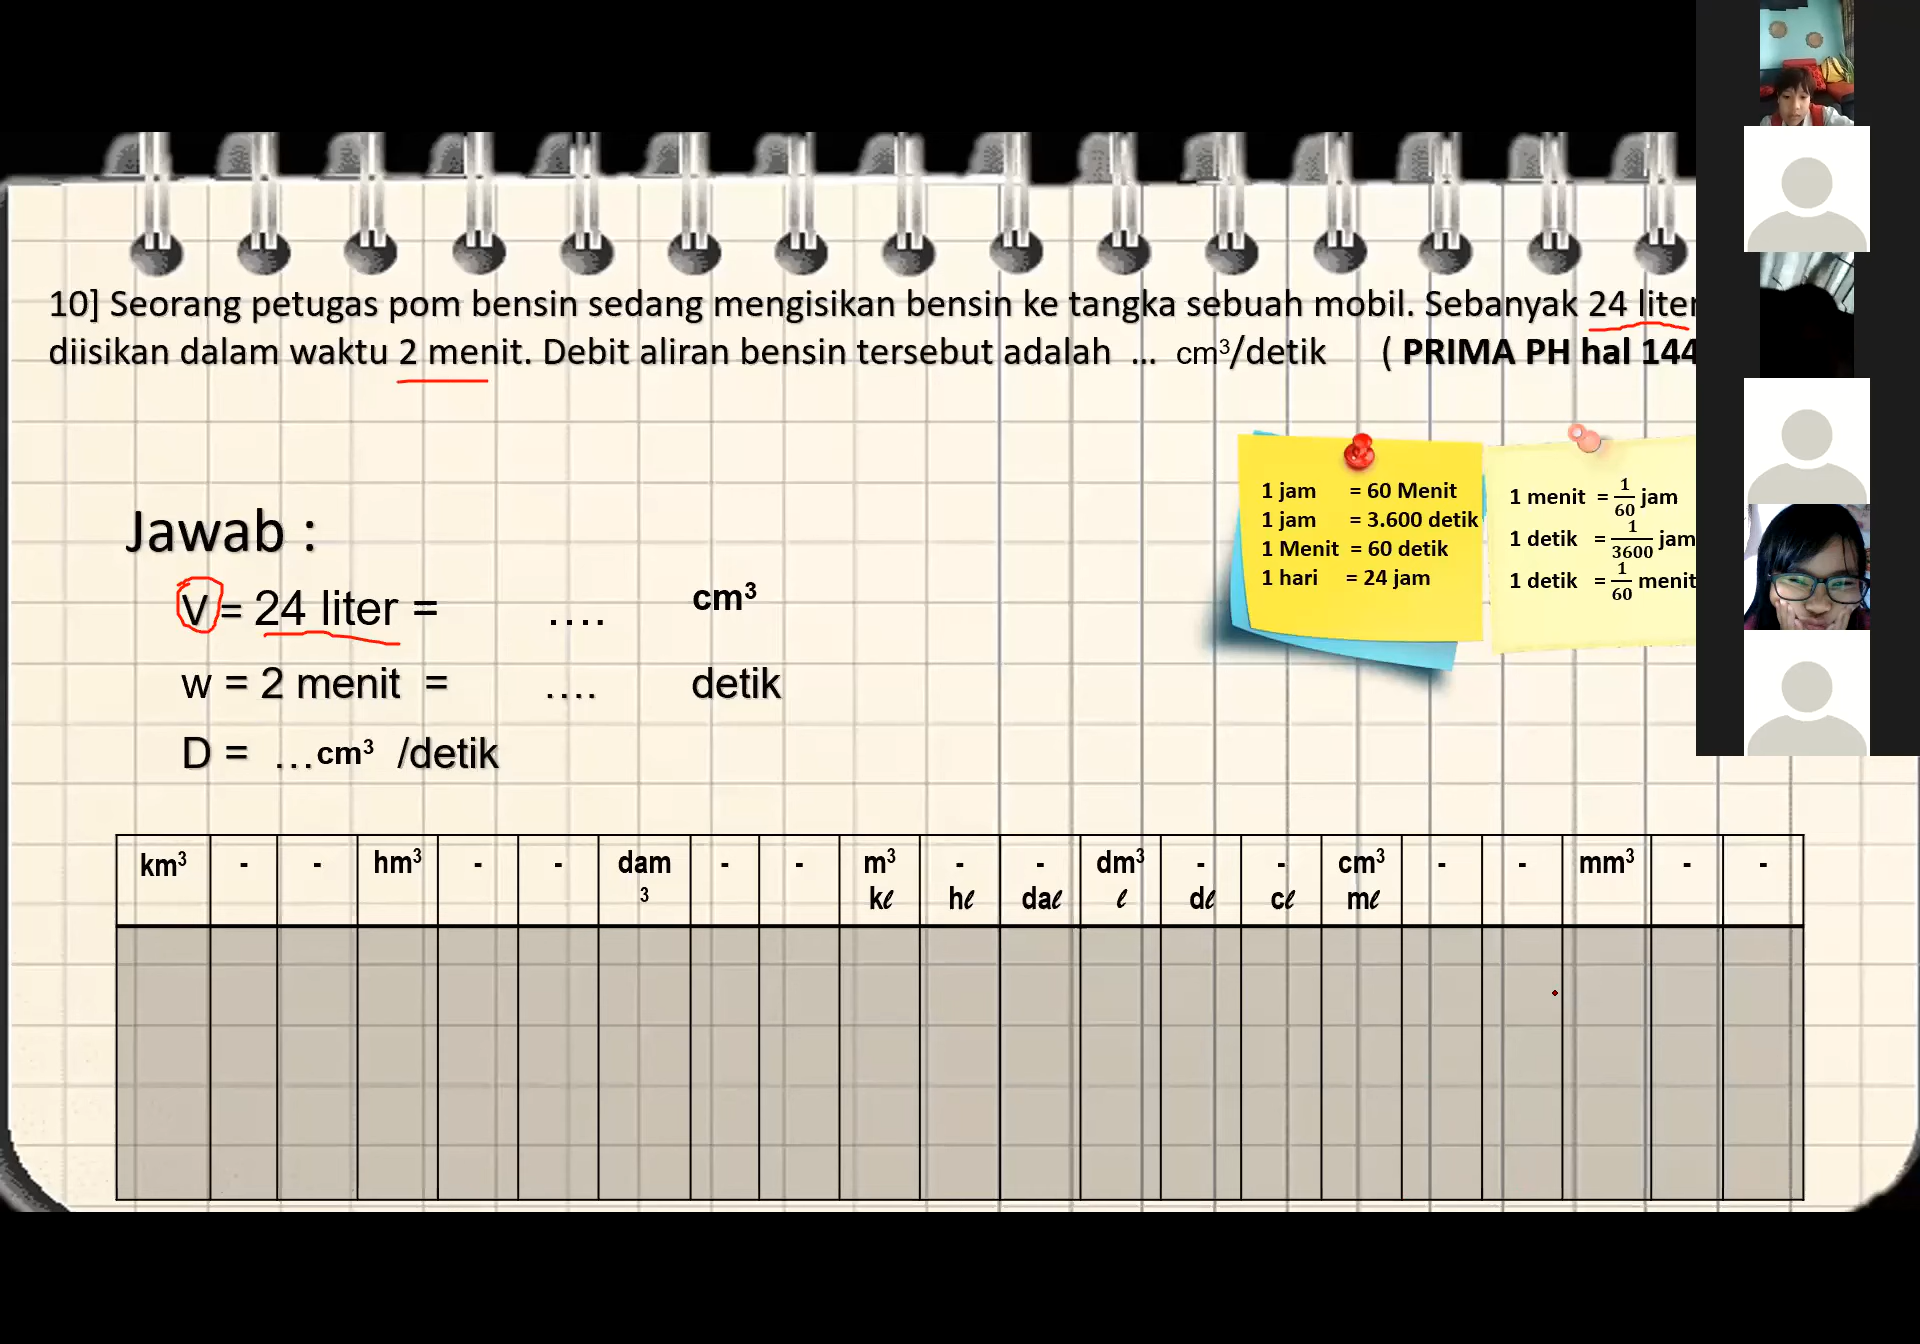 10] Seorang petugas pom bensin sedang mengisikan bensin ke tangka sebuah mobil. Sebanyak 24 liter
diisikan dalam waktu 2 menit. Debit aliran bensin tersebut adalah ... cm³/detik ( PRIMA PH hal 144
1 jam = 60 Menit
1 jam = 3.600 detik
1 Menit = 60 detik
1 hari = 24 jam
1 menit = 1/60 jam
1 detik = 1/3600 jam
1 detik = 1/60 menit
Jawab :
V = 24 liter = .... cm³
w = 2 menit = .... detik
D = ...cm³ /detik
km³ - - hm³ - - dam³ - - m³ - - dm³ - - cm³ - - mm³ - -
kℓ hℓ daℓ ℓ dℓ cℓ mℓ